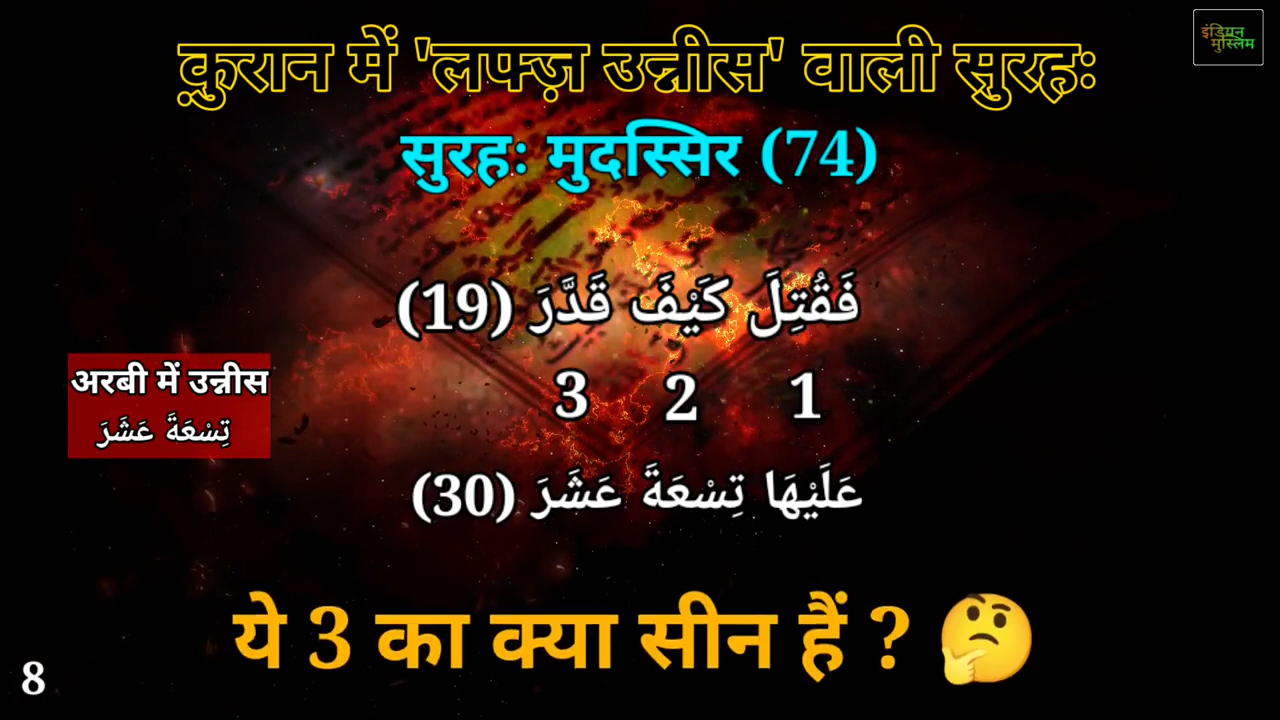 क़ुरान में 'लफ्ज़ उन्नीस' वाली सुरहः
इंडियन
मुस्लिम
सुरहः मुदस्सिर (74)
فَقُتِلَ كَيْفَ قَدَّرَ (19)
3 2 1
अरबी में उन्नीस
تِسْعَةَ عَشَرَ
عَلَيْهَا تِسْعَةَ عَشَرَ (30)
ये 3 का क्या सीन हैं ? 🤔
8